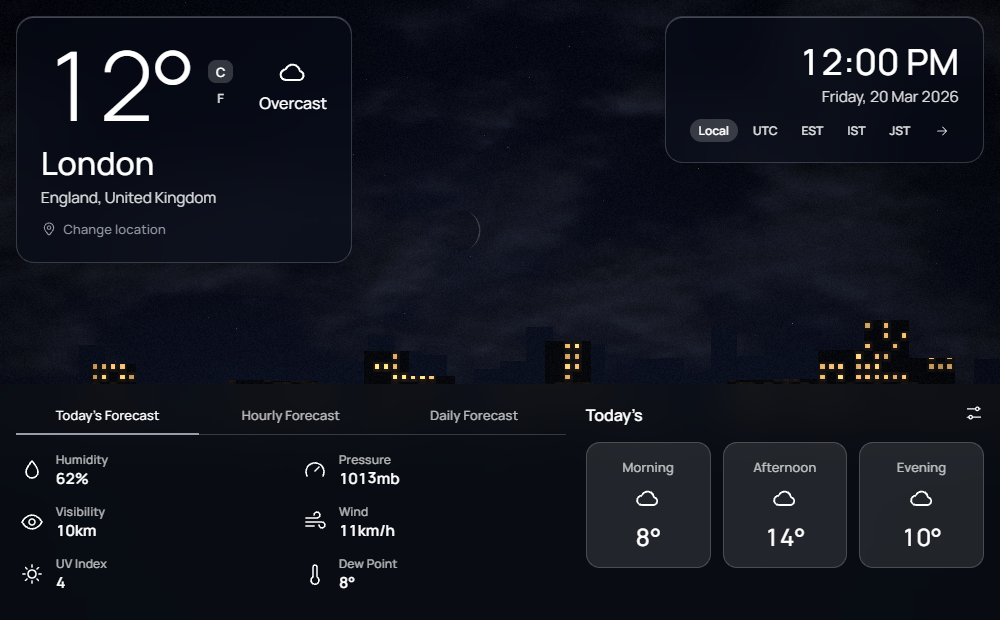 12°
C
F
Overcast
London
England, United Kingdom
Change location
12:00 PM
Friday, 20 Mar 2026
Local UTC EST IST JST
Today's Forecast Hourly Forecast Daily Forecast
Humidity
62%
Pressure
1013mb
Visibility
10km
Wind
11km/h
UV Index
4
Dew Point
8°
Today's
Morning
8°
Afternoon
14°
Evening
10°